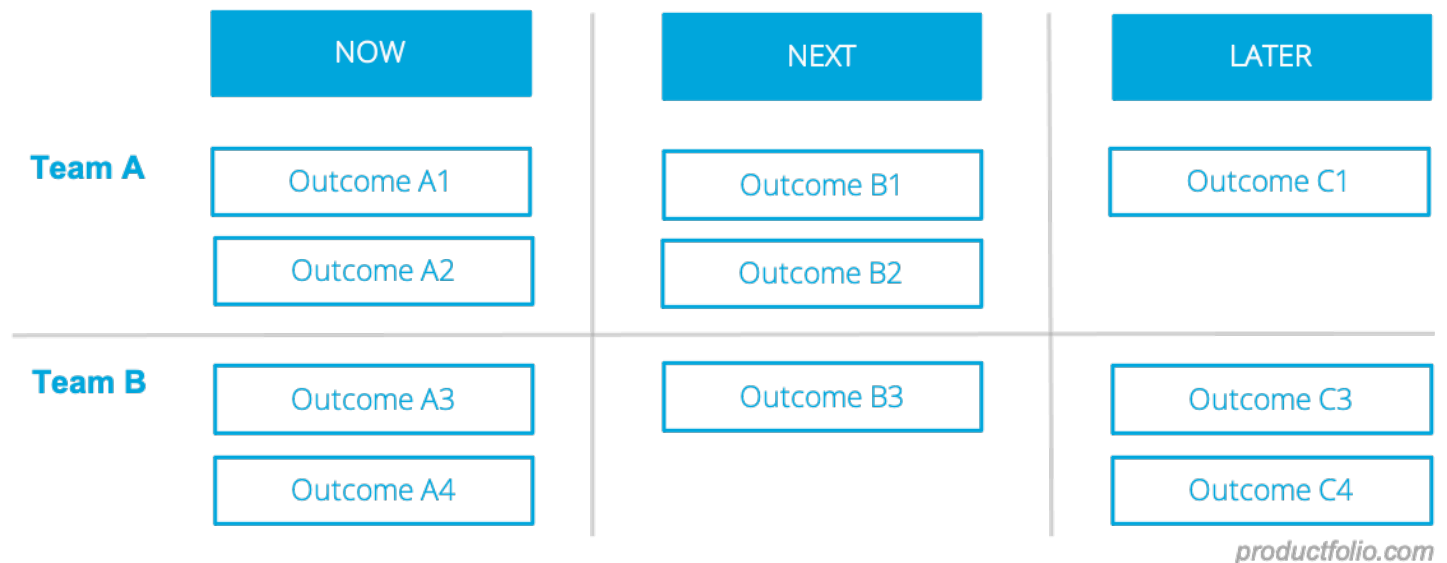 NOW
NEXT
LATER
Team A
Outcome A1
Outcome B1
Outcome C1
Outcome A2
Outcome B2
Team B
Outcome A3
Outcome B3
Outcome C3
Outcome A4
Outcome C4
productfolio.com